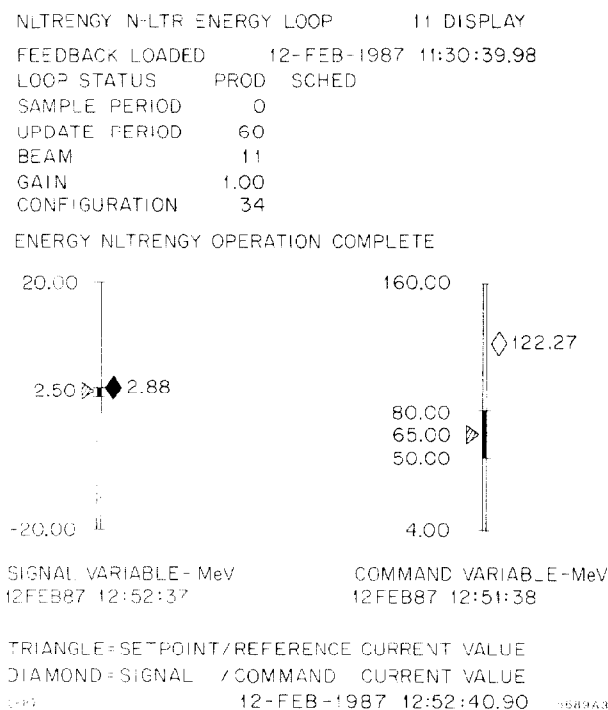 NLTRENGY N-LTR ENERGY LOOP 11 DISPLAY
FEEDBACK LOADED 12-FEB-1987 11:30:39.98
LOOP STATUS PROD SCHED
SAMPLE PERIOD 0
UPDATE PERIOD 60
BEAM 11
GAIN 1.00
CONFIGURATION 34
ENERGY NLTRENGY OPERATION COMPLETE
20.00 160.00
122.27
2.50 2.88
80.00
65.00
50.00
-20.00 4.00
SIGNAL VARIABLE-MeV COMMAND VARIABLE-MeV
12FEB87 12:52:37 12FEB87 12:51:38
TRIANGLE=SETPOINT/REFERENCE CURRENT VALUE
DIAMOND=SIGNAL /COMMAND CURRENT VALUE
12-FEB-1987 12:52:40.90 5689A3